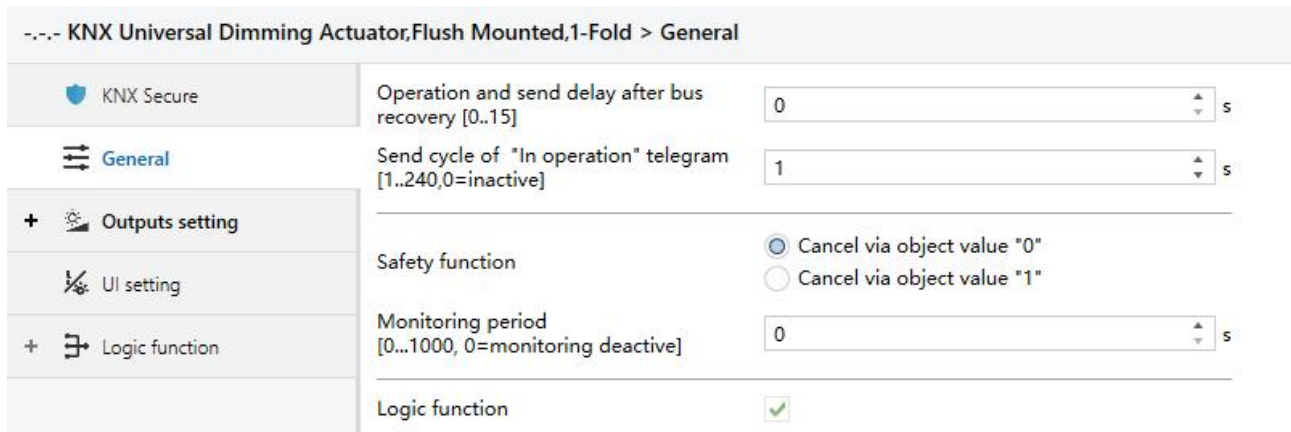 -.-.- KNX Universal Dimming Actuator,Flush Mounted,1-Fold > General
KNX Secure
General
+ Outputs setting
UI setting
+ Logic function
Operation and send delay after bus
recovery [0..15]
0
s
Send cycle of "In operation" telegram
[1..240,0=inactive]
1
s
Safety function
Cancel via object value "0"
Cancel via object value "1"
Monitoring period
[0...1000, 0=monitoring deactive]
0
s
Logic function